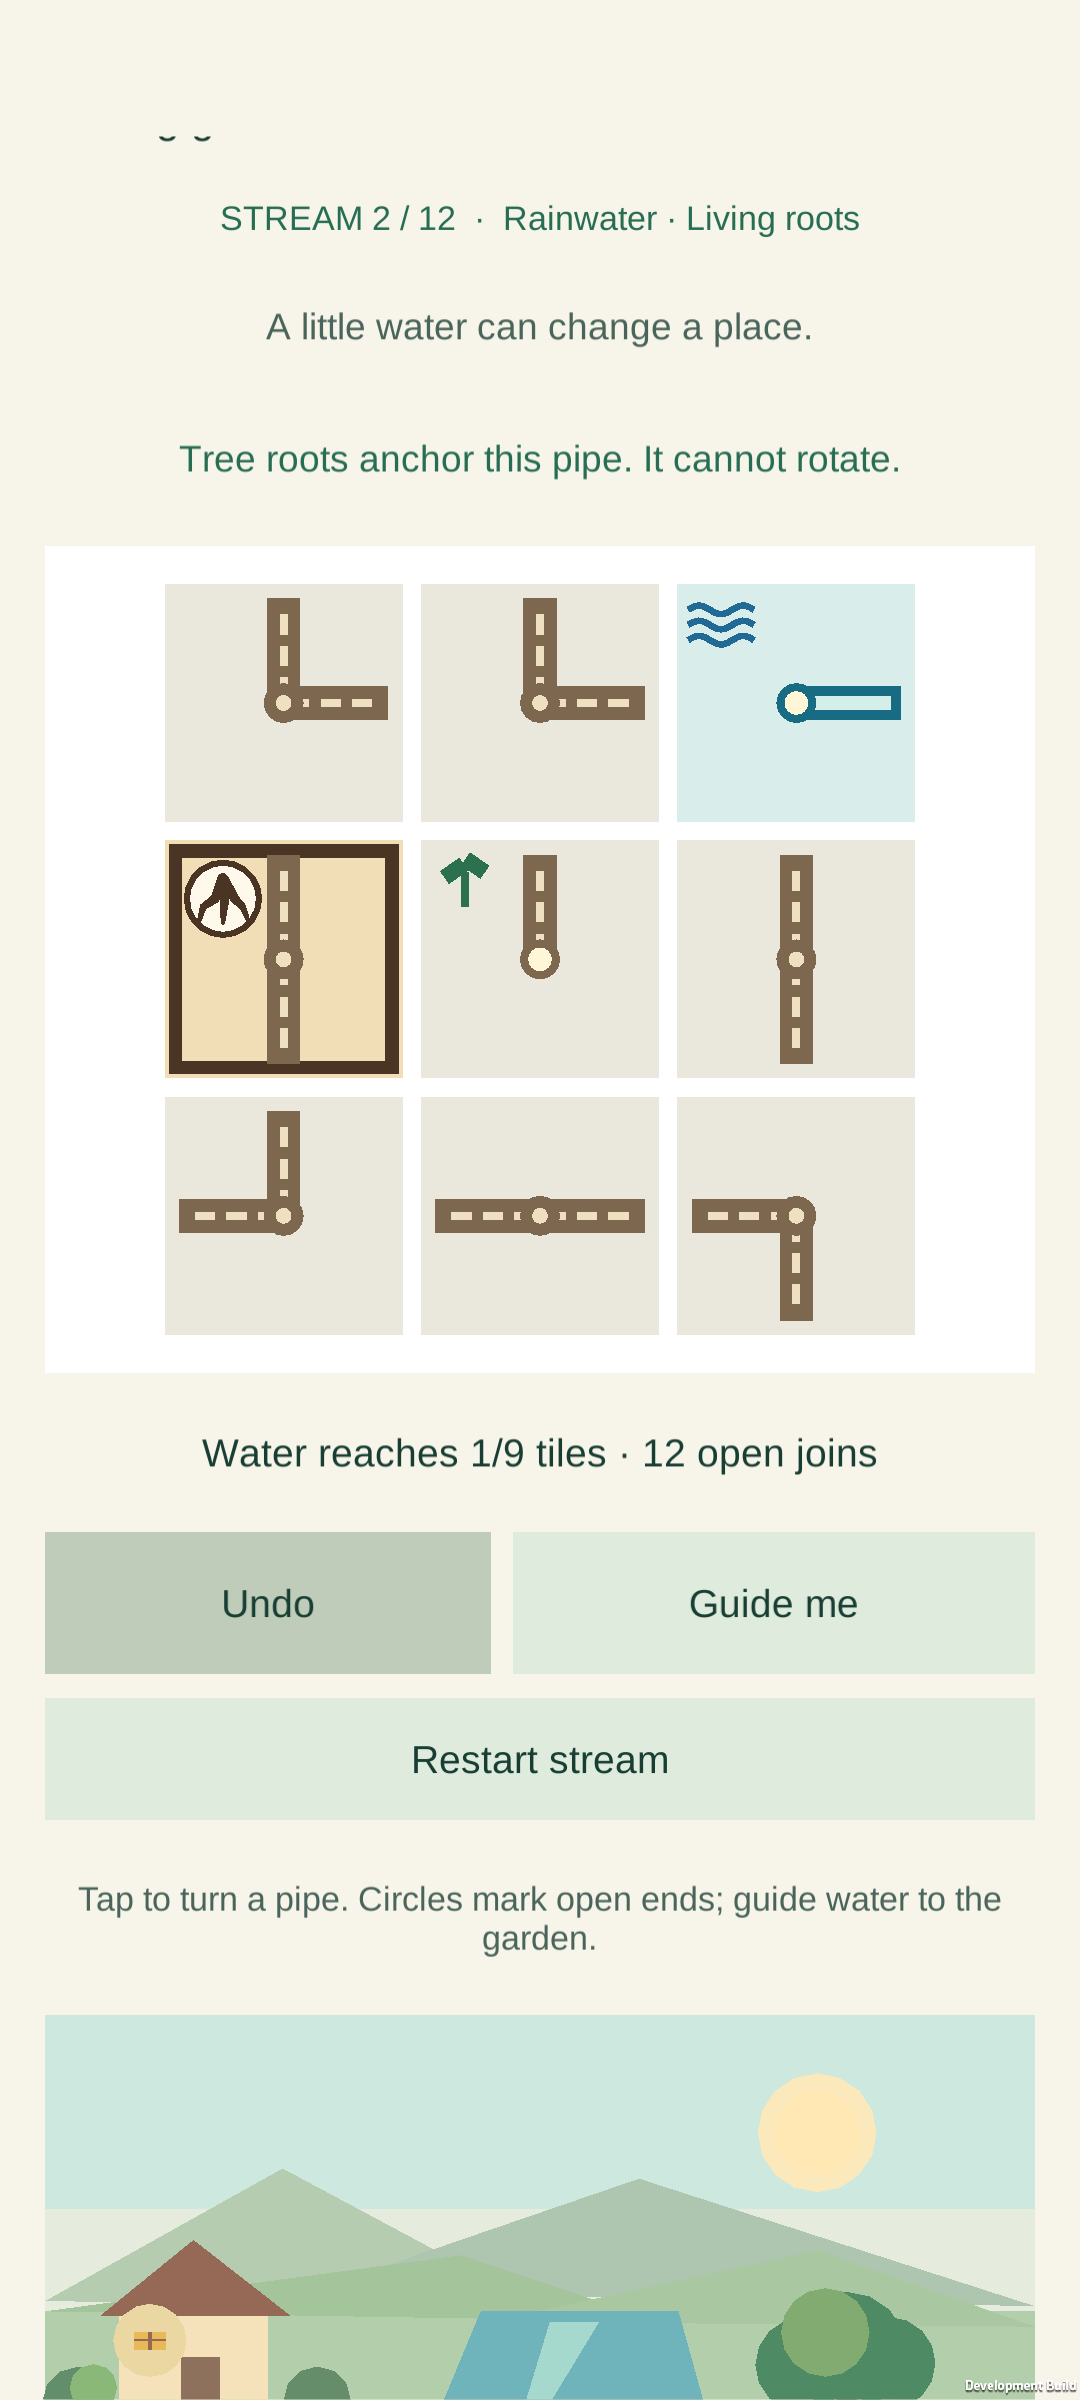 STREAM 2 / 12 · Rainwater · Living roots
A little water can change a place.
Tree roots anchor this pipe. It cannot rotate.
Water reaches 1/9 tiles · 12 open joins
Undo
Guide me
Restart stream
Tap to turn a pipe. Circles mark open ends; guide water to the
garden.
Development Build